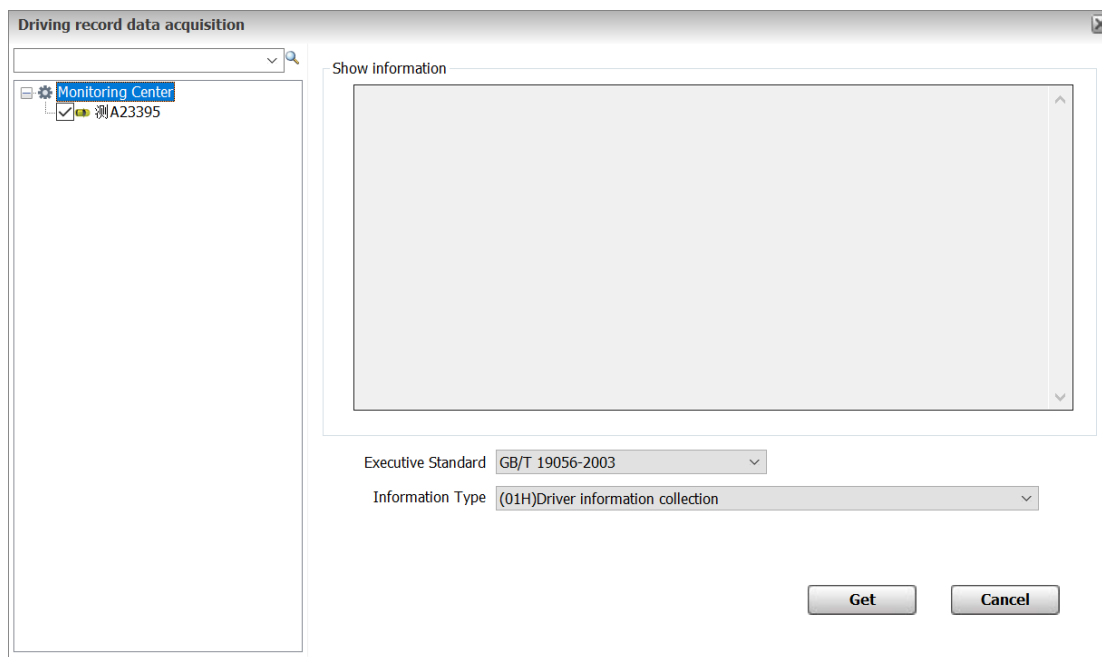 Driving record data acquisition
Monitoring Center
测A23395
Show information
Executive Standard GB/T 19056-2003
Information Type (01H)Driver information collection
Get Cancel